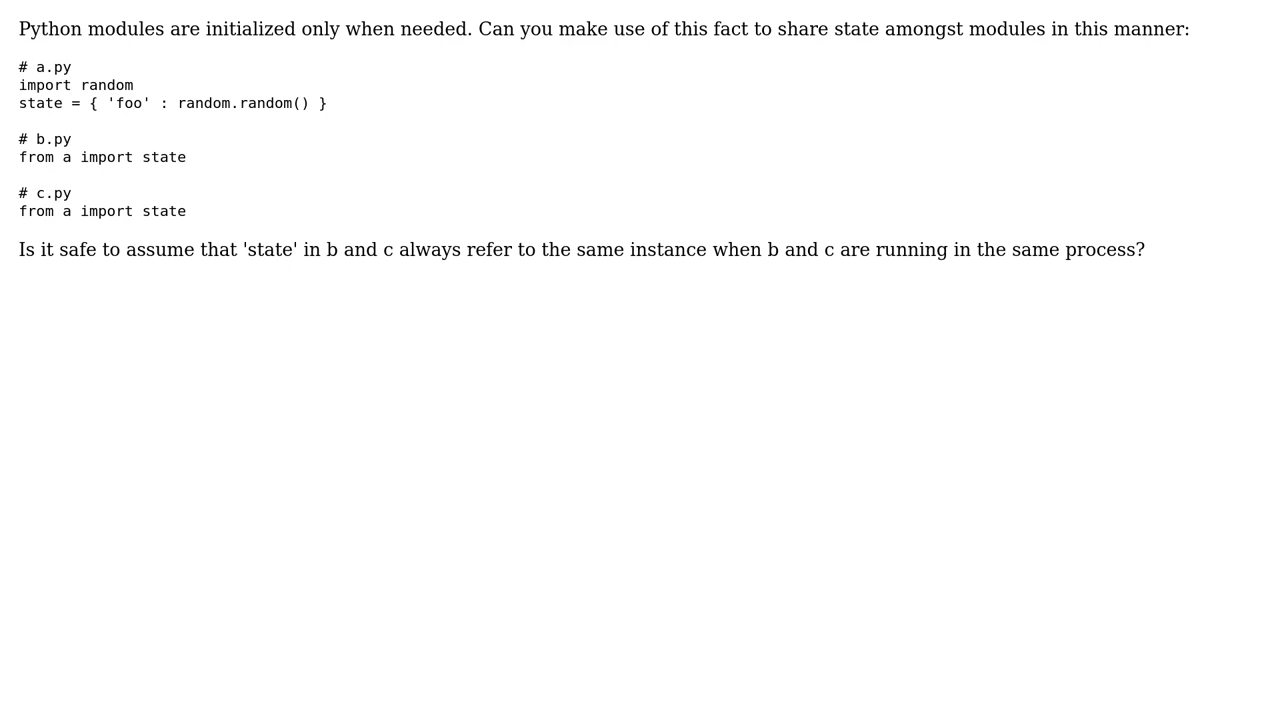 Python modules are initialized only when needed. Can you make use of this fact to share state amongst modules in this manner:
# a.py
import random
state = { 'foo' : random.random() }
# b.py
from a import state
# c.py
from a import state
Is it safe to assume that 'state' in b and c always refer to the same instance when b and c are running in the same process?